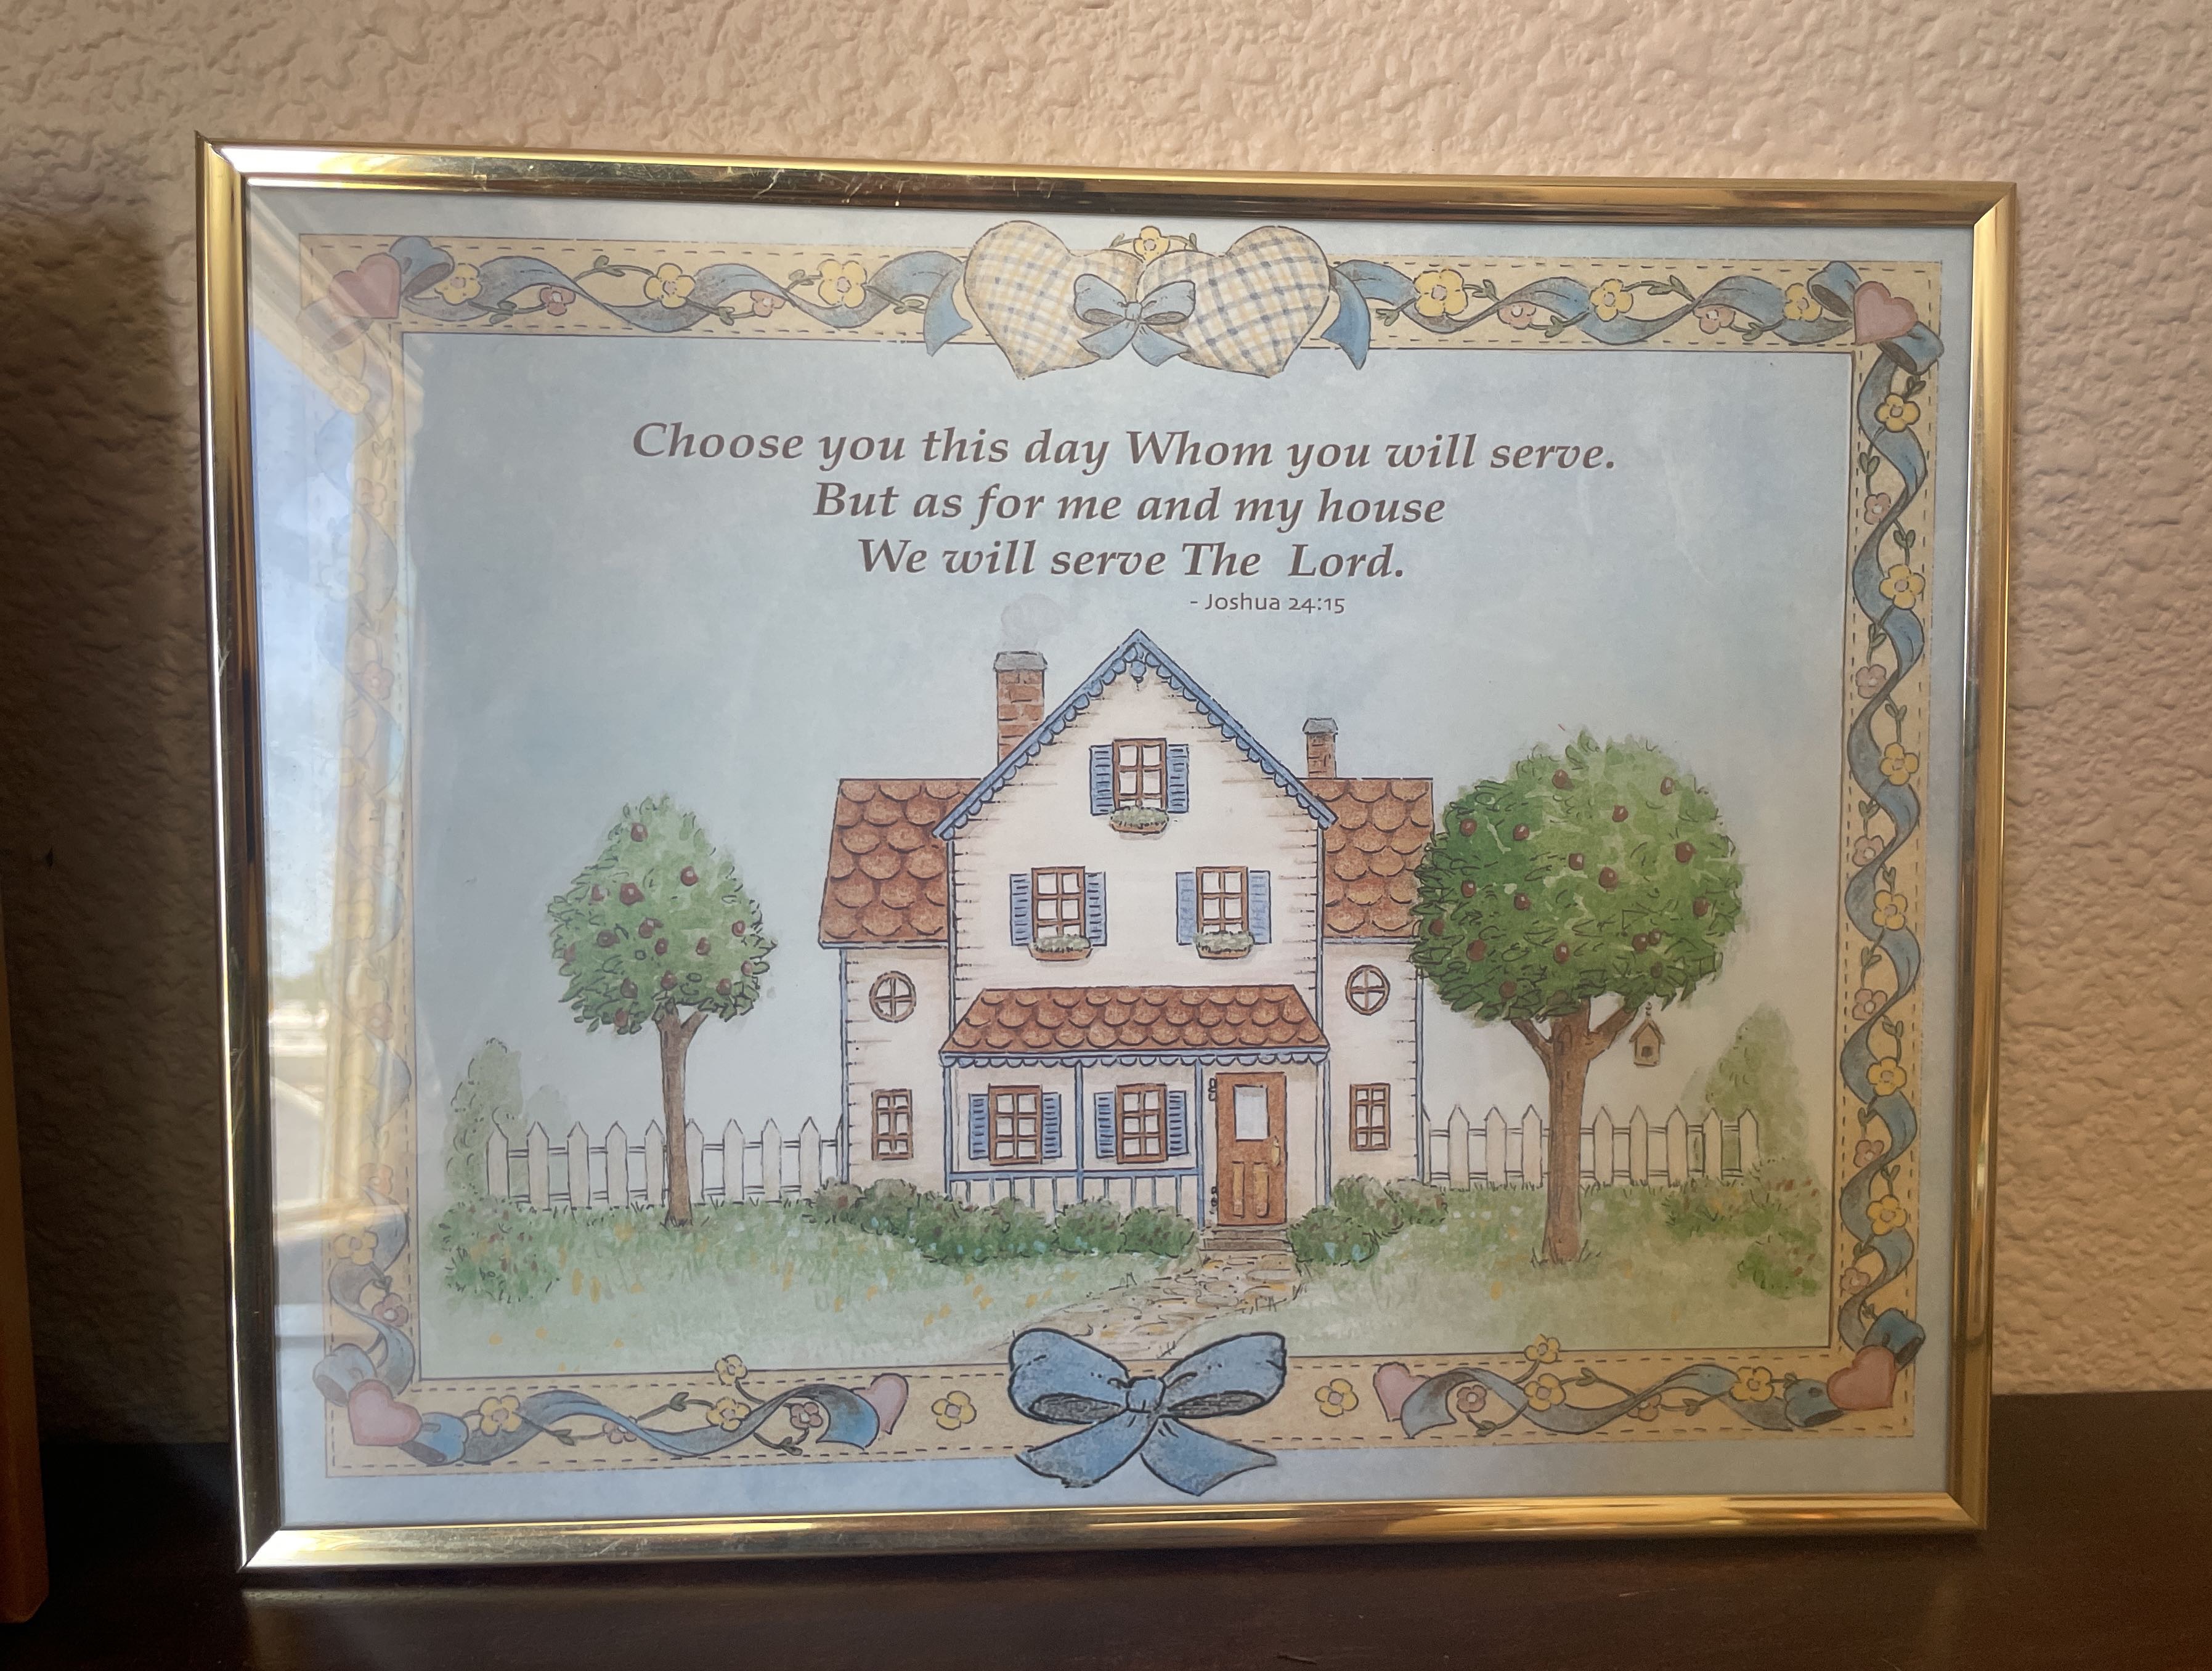 Choose you this day Whom you will serve.
But as for me and my house
We will serve The Lord.
- Joshua 24:15